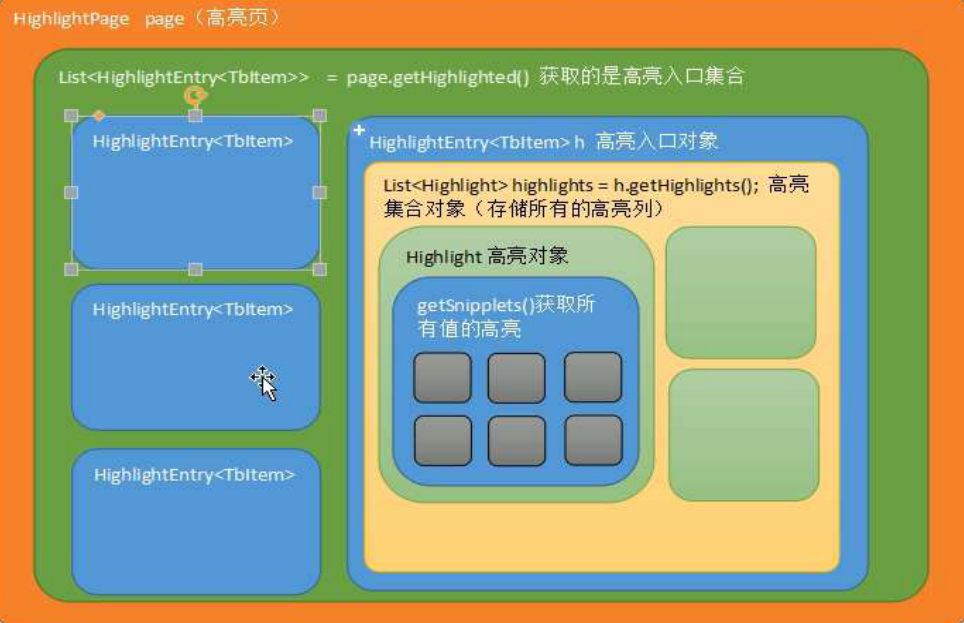 HighlightPage page（高亮页）
List<HighlightEntry<TbItem>> = page.getHighlighted() 获取的是高亮入口集合
HighlightEntry<TbItem>
HighlightEntry<TbItem>
HighlightEntry<TbItem>
HighlightEntry<TbItem> h 高亮入口对象
List<Highlight> highlights = h.getHighlights(); 高亮
集合对象（存储所有的高亮列）
Highlight 高亮对象
getSnipplets()获取所
有值的高亮